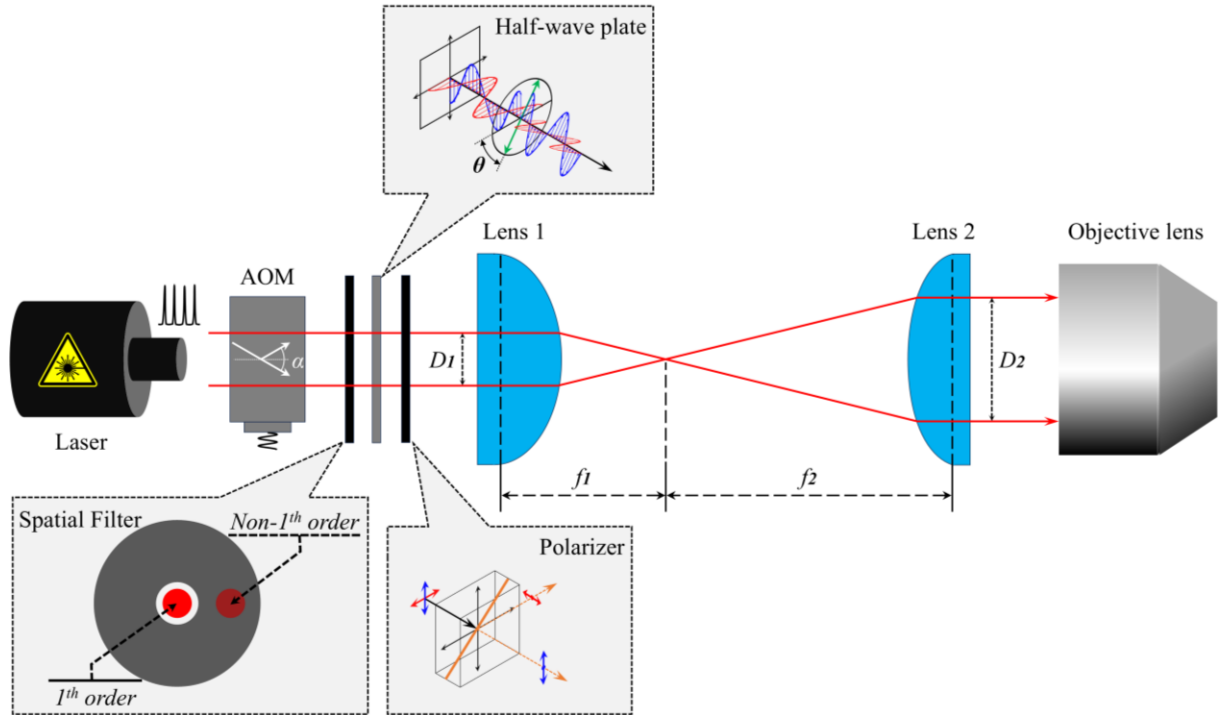 Half-wave plate
θ
Lens 1
Lens 2
Objective lens
AOM
α
D1
D2
Laser
f1
f2
Spatial Filter
Non-1th order
1th order
Polarizer